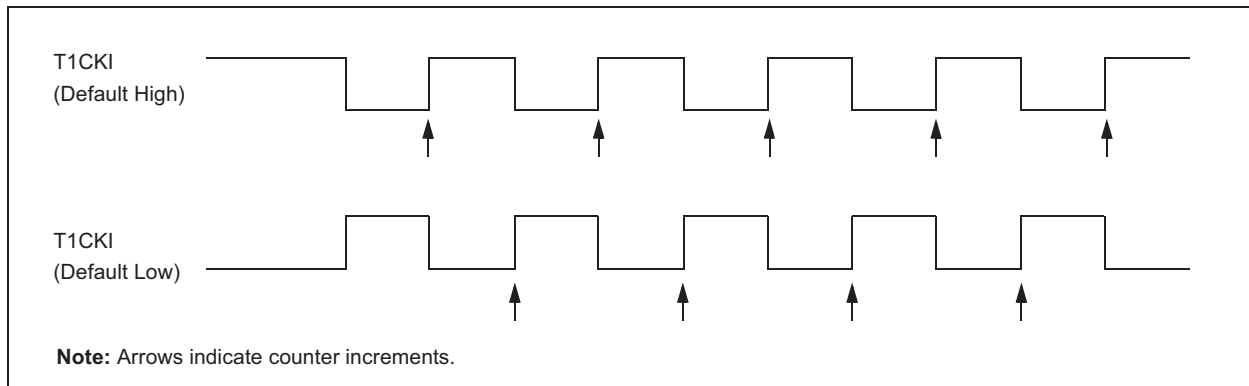 T1CKI
(Default High)
T1CKI
(Default Low)
Note: Arrows indicate counter increments.